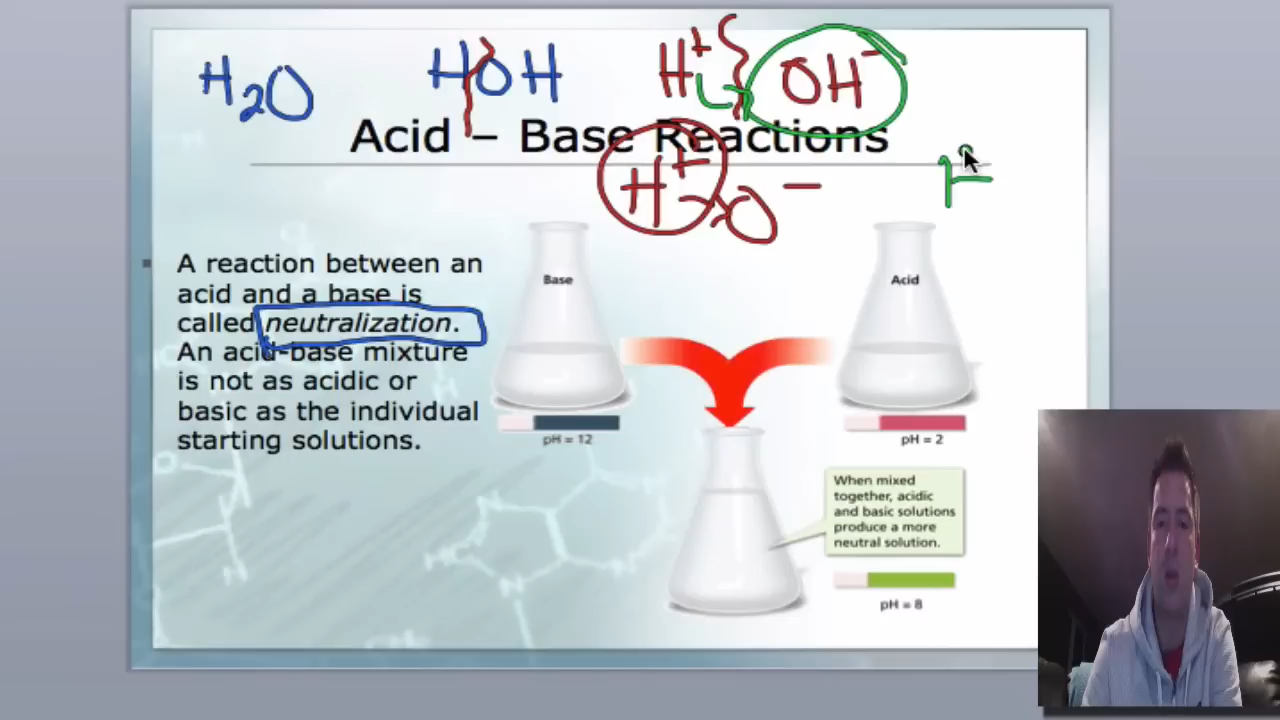 H2O HOH H+ OH-
Acid – Base Reactions
H+ 2O -
A reaction between an
acid and a base is
called neutralization.
An acid-base mixture
is not as acidic or
basic as the individual
starting solutions.
Base
Acid
pH = 12
pH = 2
When mixed
together, acidic
and basic solutions
produce a more
neutral solution.
pH = 8